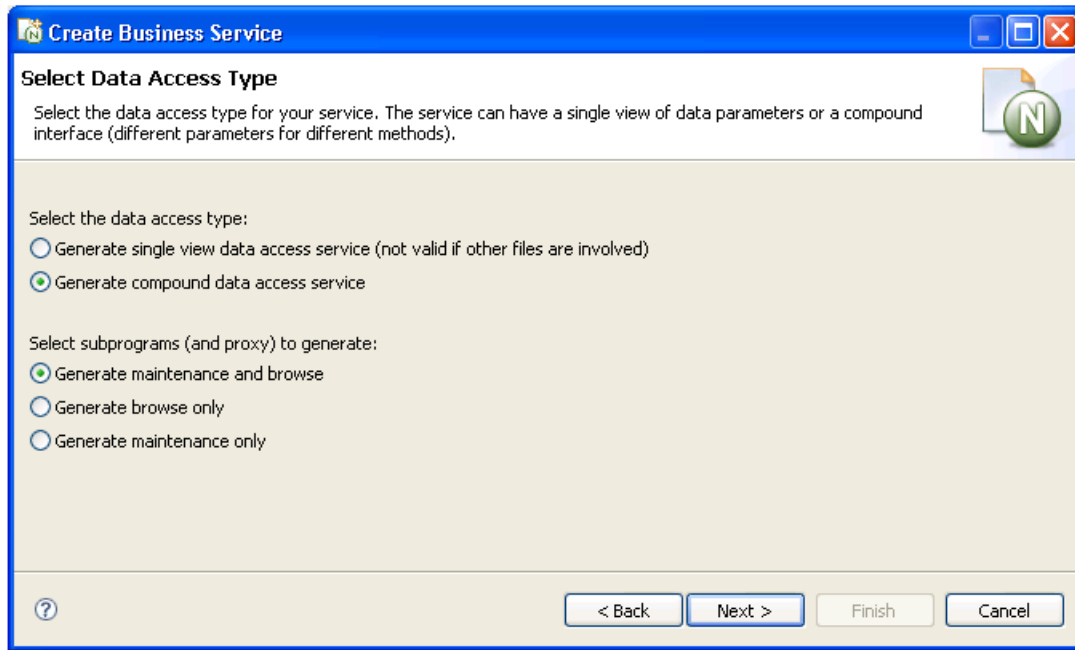 Create Business Service
Select Data Access Type
Select the data access type for your service. The service can have a single view of data parameters or a compound
interface (different parameters for different methods).
N
Select the data access type:
Generate single view data access service (not valid if other files are involved)
Generate compound data access service
Select subprograms (and proxy) to generate:
Generate maintenance and browse
Generate browse only
Generate maintenance only
?
< Back
Next >
Finish
Cancel